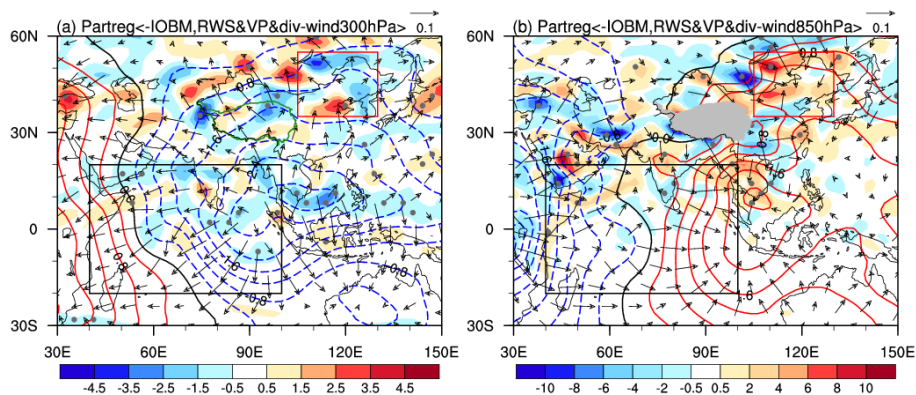 (a) Partreg<-IOBM,RWS&VP&div-wind300hPa>
0.1
60N
30N
0
30S
30E 60E 90E 120E 150E
-4.5 -3.5 -2.5 -1.5 -0.5 0.5 1.5 2.5 3.5 4.5
(b) Partreg<-IOBM,RWS&VP&div-wind850hPa>
0.1
60N
30N
0
30S
30E 60E 90E 120E 150E
-10 -8 -6 -4 -2 -0.5 0.5 2 4 6 8 10